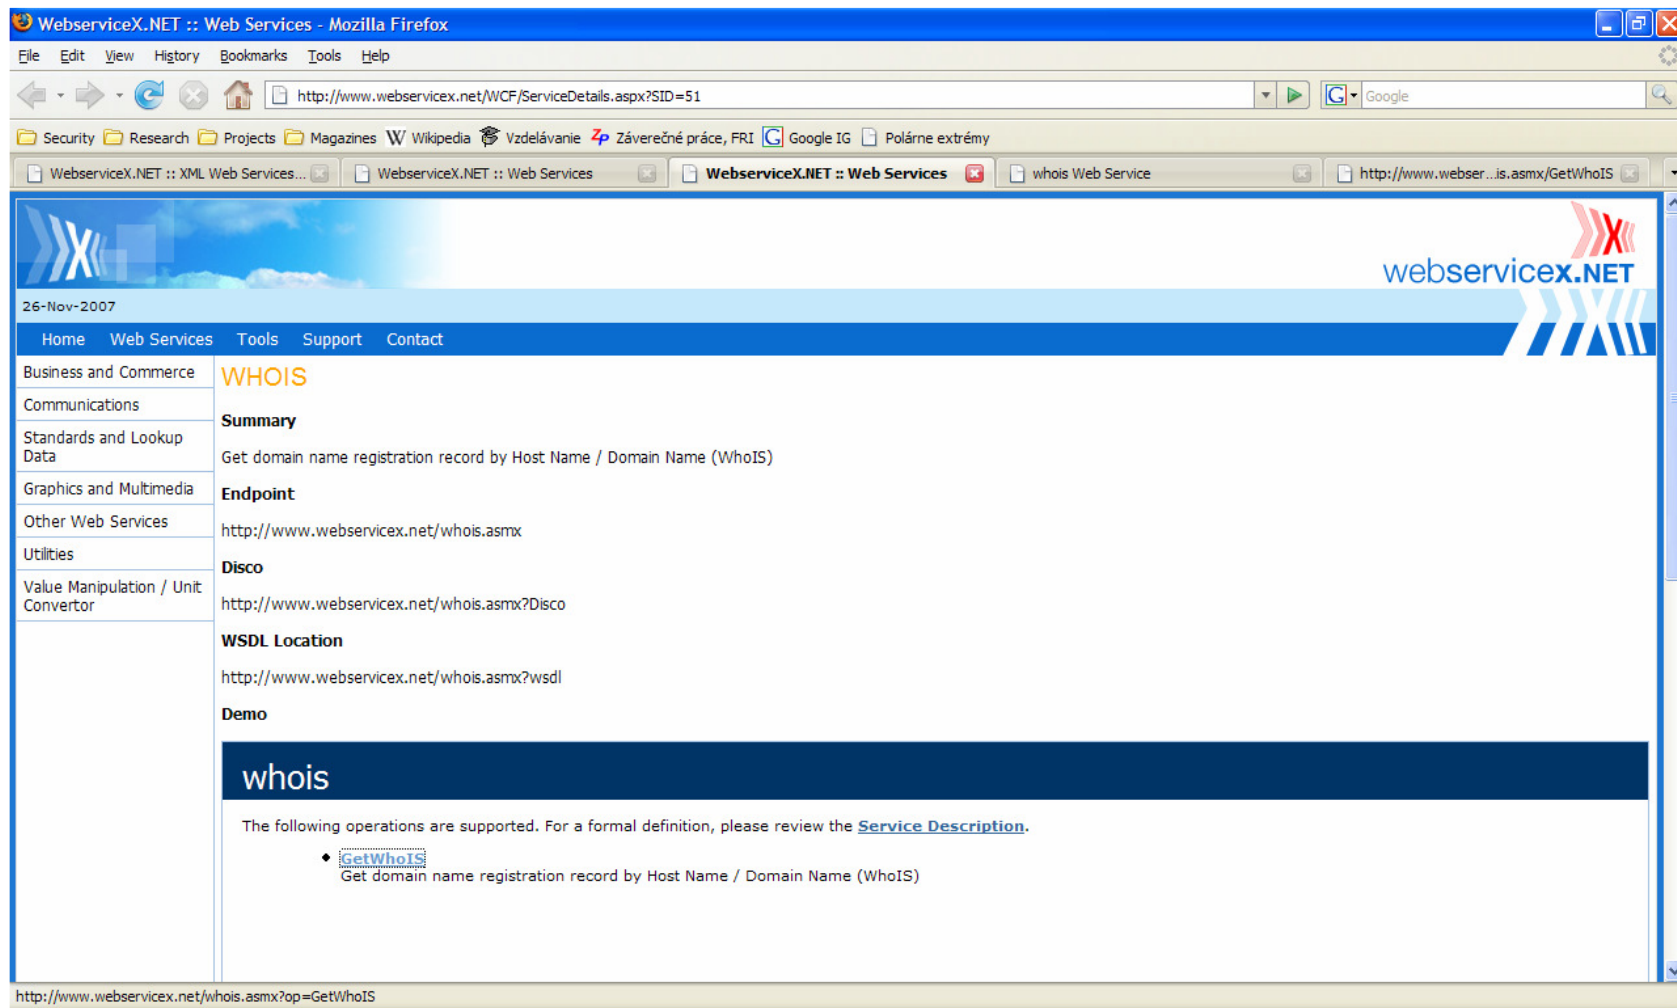 WebserviceX.NET :: Web Services - Mozilla Firefox
File Edit View History Bookmarks Tools Help
http://www.webservicex.net/WCF/ServiceDetails.aspx?SID=51
G Google
Security Research Projects Magazines W Wikipedia Vzdelávanie ZP Záverečné práce, FRI G Google IG Polárne extrémy
WebserviceX.NET :: XML Web Services... WebserviceX.NET :: Web Services WebserviceX.NET :: Web Services whois Web Service http://www.webser...is.asmx/GetWhoIS
webservicex.NET
26-Nov-2007
Home Web Services Tools Support Contact
Business and Commerce
Communications
Standards and Lookup
Data
Graphics and Multimedia
Other Web Services
Utilities
Value Manipulation / Unit
Convertor
WHOIS
Summary
Get domain name registration record by Host Name / Domain Name (WhoIS)
Endpoint
http://www.webservicex.net/whois.asmx
Disco
http://www.webservicex.net/whois.asmx?Disco
WSDL Location
http://www.webservicex.net/whois.asmx?wsdl
Demo
whois
The following operations are supported. For a formal definition, please review the Service Description.
GetWhoIS
Get domain name registration record by Host Name / Domain Name (WhoIS)
http://www.webservicex.net/whois.asmx?op=GetWhoIS